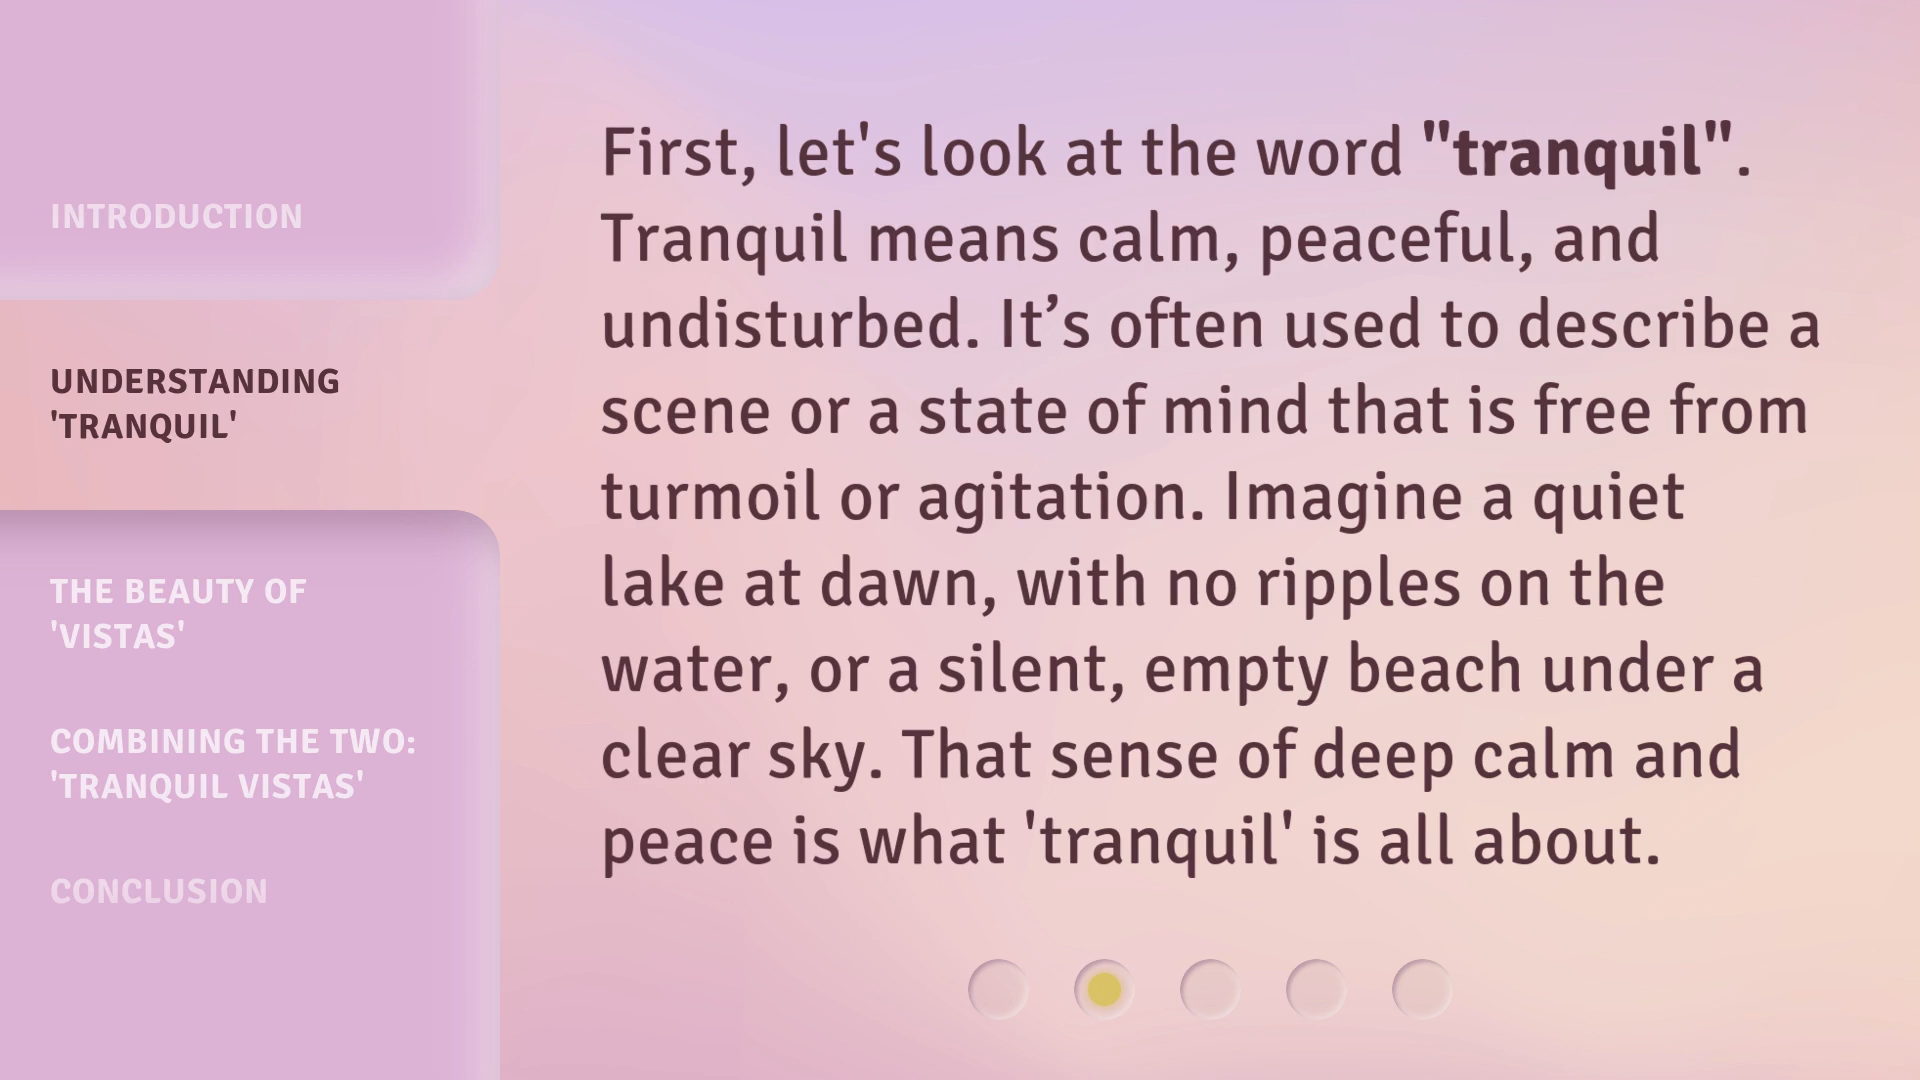 INTRODUCTION
UNDERSTANDING
'TRANQUIL'
THE BEAUTY OF
'VISTAS'
COMBINING THE TWO:
'TRANQUIL VISTAS'
CONCLUSION
First, let's look at the word "tranquil".
Tranquil means calm, peaceful, and
undisturbed. It’s often used to describe a
scene or a state of mind that is free from
turmoil or agitation. Imagine a quiet
lake at dawn, with no ripples on the
water, or a silent, empty beach under a
clear sky. That sense of deep calm and
peace is what 'tranquil' is all about.